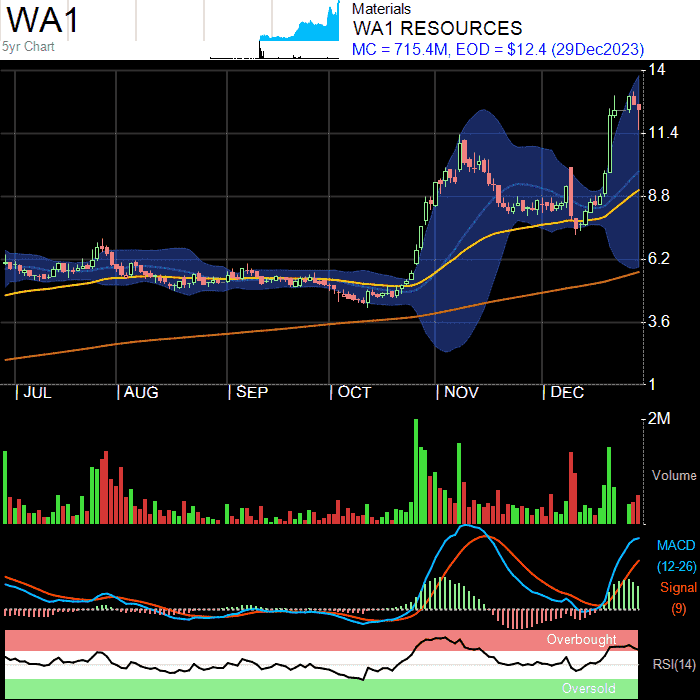 WA1
5yr Chart
Materials
WA1 RESOURCES
MC = 715.4M, EOD = $12.4 (29Dec2023)
14
11.4
8.8
6.2
3.6
1
JUL AUG SEP OCT NOV DEC
2M
Volume
MACD
(12-26)
Signal
(9)
Overbought
RSI(14)
Oversold